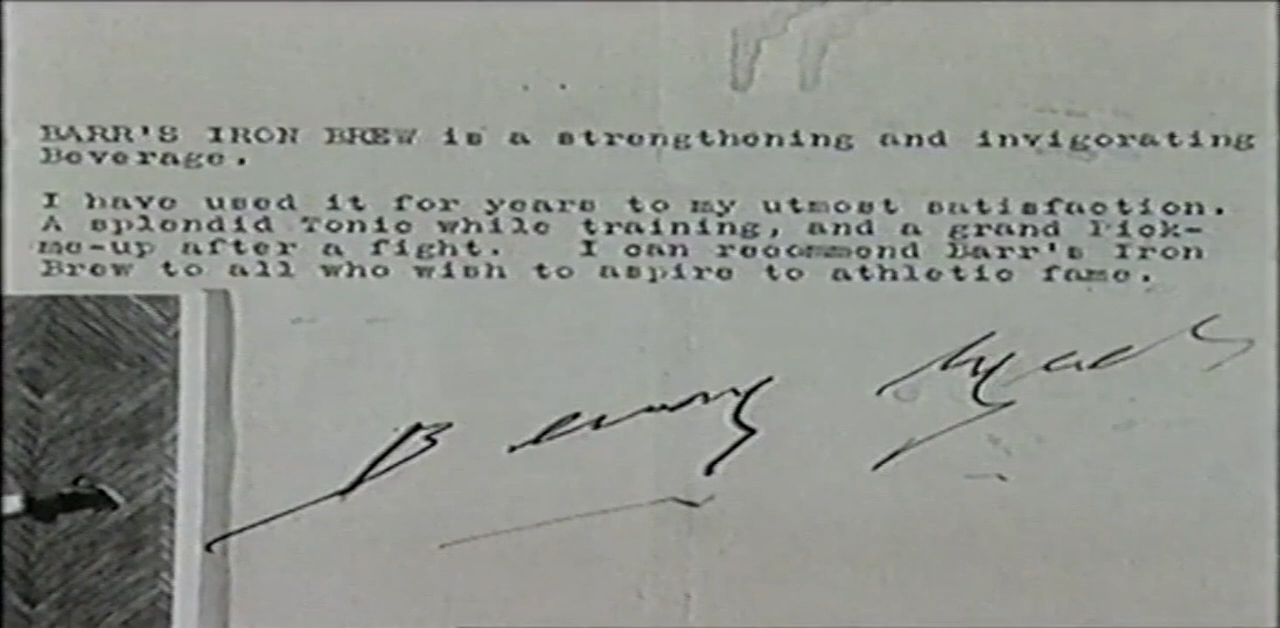 BARR'S IRON BREW is a strengthening and invigorating
Beverage.
I have used it for years to my utmost satisfaction.
A splendid Tonic while training, and a grand Pick-
me-up after a fight. I can recommend Barr's Iron
Brew to all who wish to aspire to athletic fame.
Benny